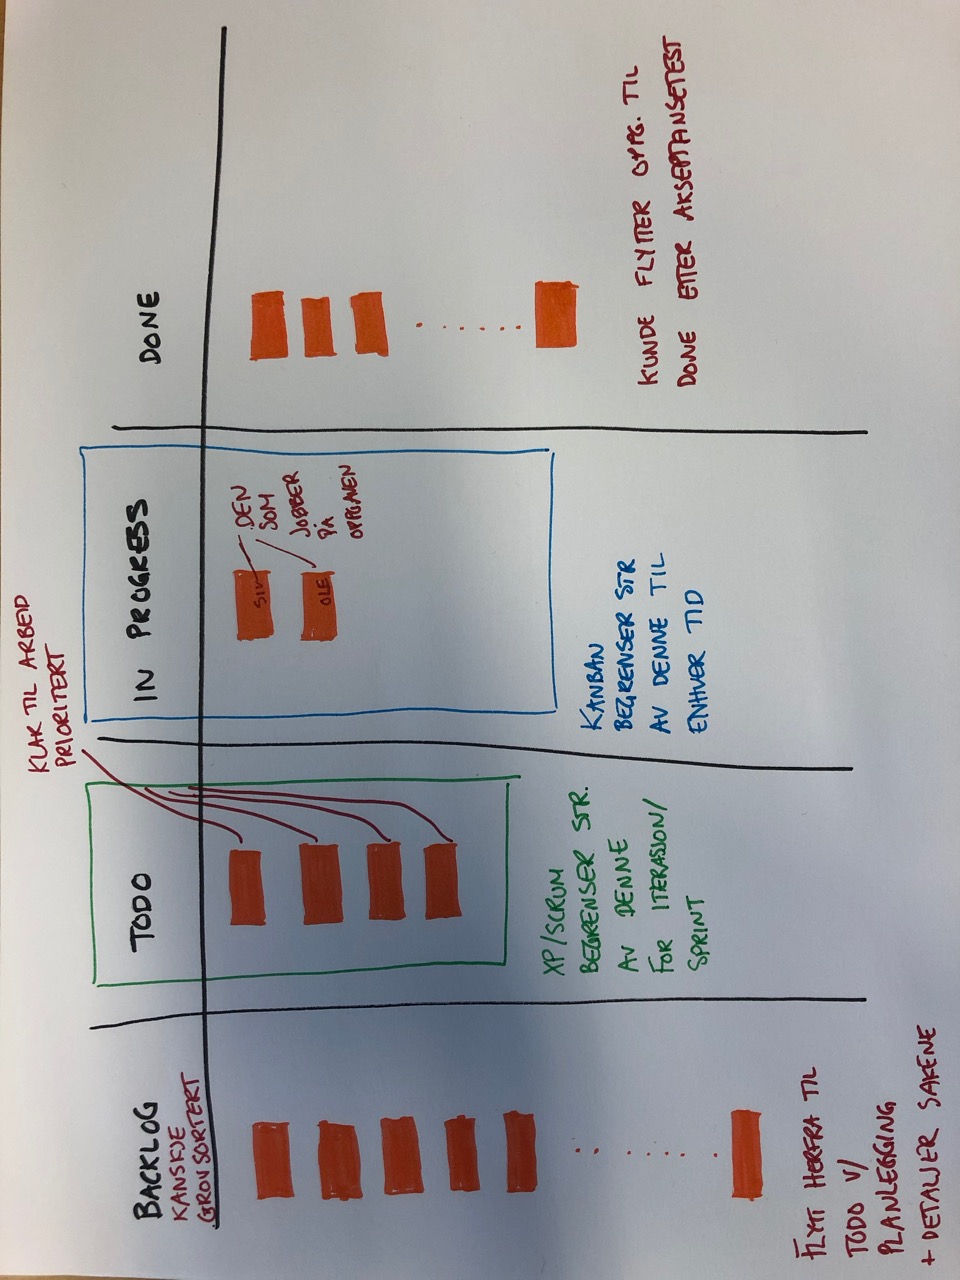 BACKLOG
KANSKJE
GROVSORTERT
FLYTT HERFRA TIL
TODO V/
PLANLEGGING
+ DETALJER SAKENE
KLAR TIL ARBEID
PRIORITERT
TODO
XP/SCRUM
BEGRENSER STR.
AV DENNE
FOR ITERASJON/
SPRINT
IN PROGRESS
SIV
OLE
DEN
SOM
JOBBER
PÅ
OPPGAVEN
KANBAN
BEGRENSER STR
AV DENNE TIL
ENHVER TID
DONE
KUNDE FLYTTER OPPG. TIL
DONE ETTER AKSEPTANSETEST